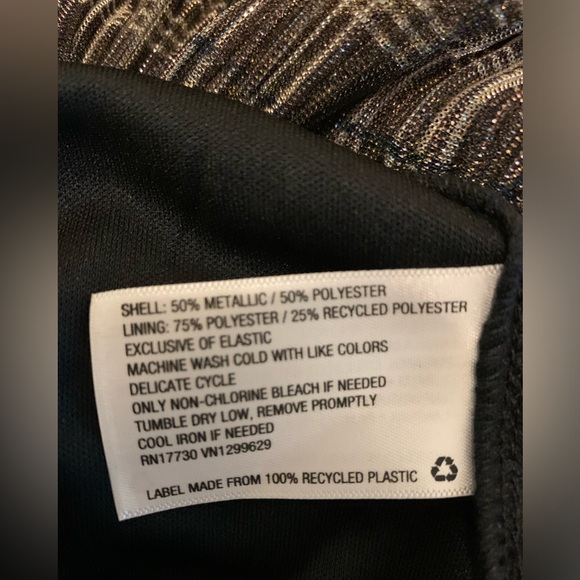 SHELL: 50% METALLIC / 50% POLYESTER
LINING: 75% POLYESTER / 25% RECYCLED POLYESTER
EXCLUSIVE OF ELASTIC
MACHINE WASH COLD WITH LIKE COLORS
DELICATE CYCLE
ONLY NON-CHLORINE BLEACH IF NEEDED
TUMBLE DRY LOW, REMOVE PROMPTLY
COOL IRON IF NEEDED
RN17730 VN1299629
LABEL MADE FROM 100% RECYCLED PLASTIC